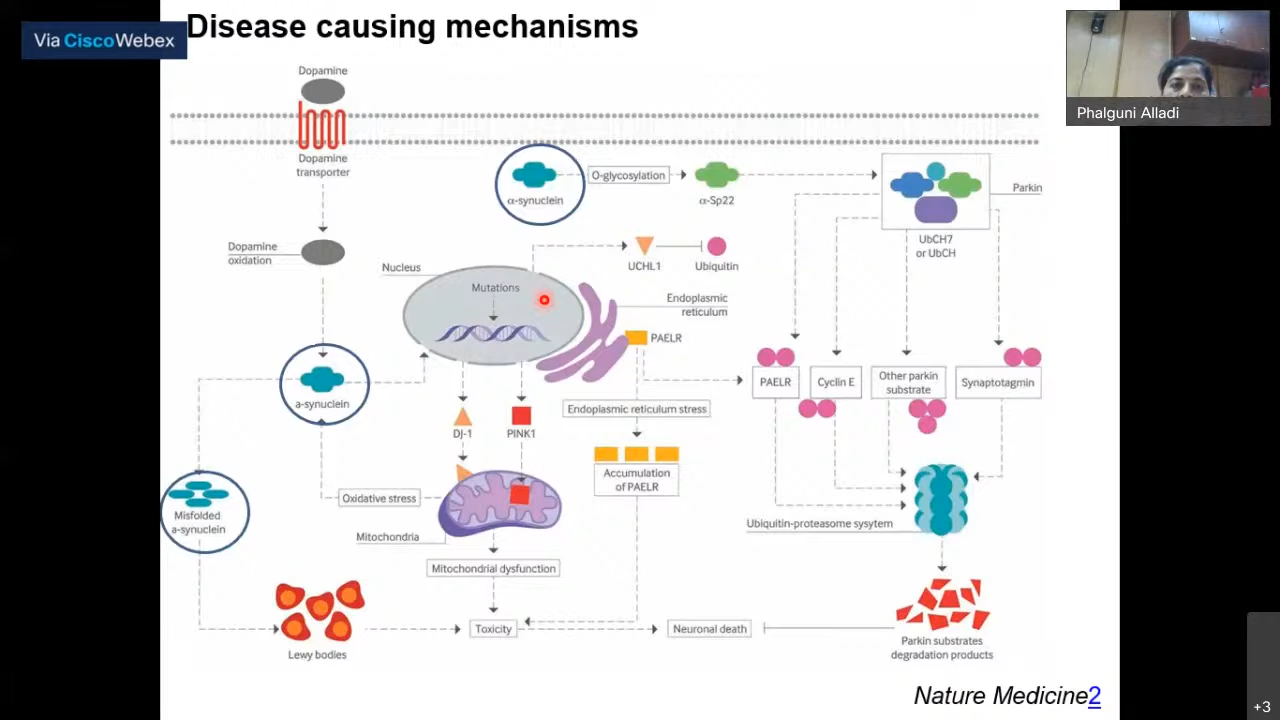 Disease causing mechanisms
Via Cisco Webex
Phalguni Alladi
Dopamine
Dopamine
transporter
O-glycosylation
α-synuclein
α-Sp22
Parkin
UbCH7
or UbCH
Dopamine
oxidation
Nucleus
UCHL1
Ubiquitin
Mutations
Endoplasmic
reticulum
PAELR
PAELR
Cyclin E
Other parkin
substrate
Synaptotagmin
a-synuclein
Endoplasmic reticulum stress
DJ-1
PINK1
Accumulation
of PAELR
Oxidative stress
Misfolded
a-synuclein
Mitochondria
Ubiquitin-proteasome sysytem
Mitochondrial dysfunction
Toxicity
Neuronal death
Lewy bodies
Parkin substrates
degradation products
Nature Medicine2
+3